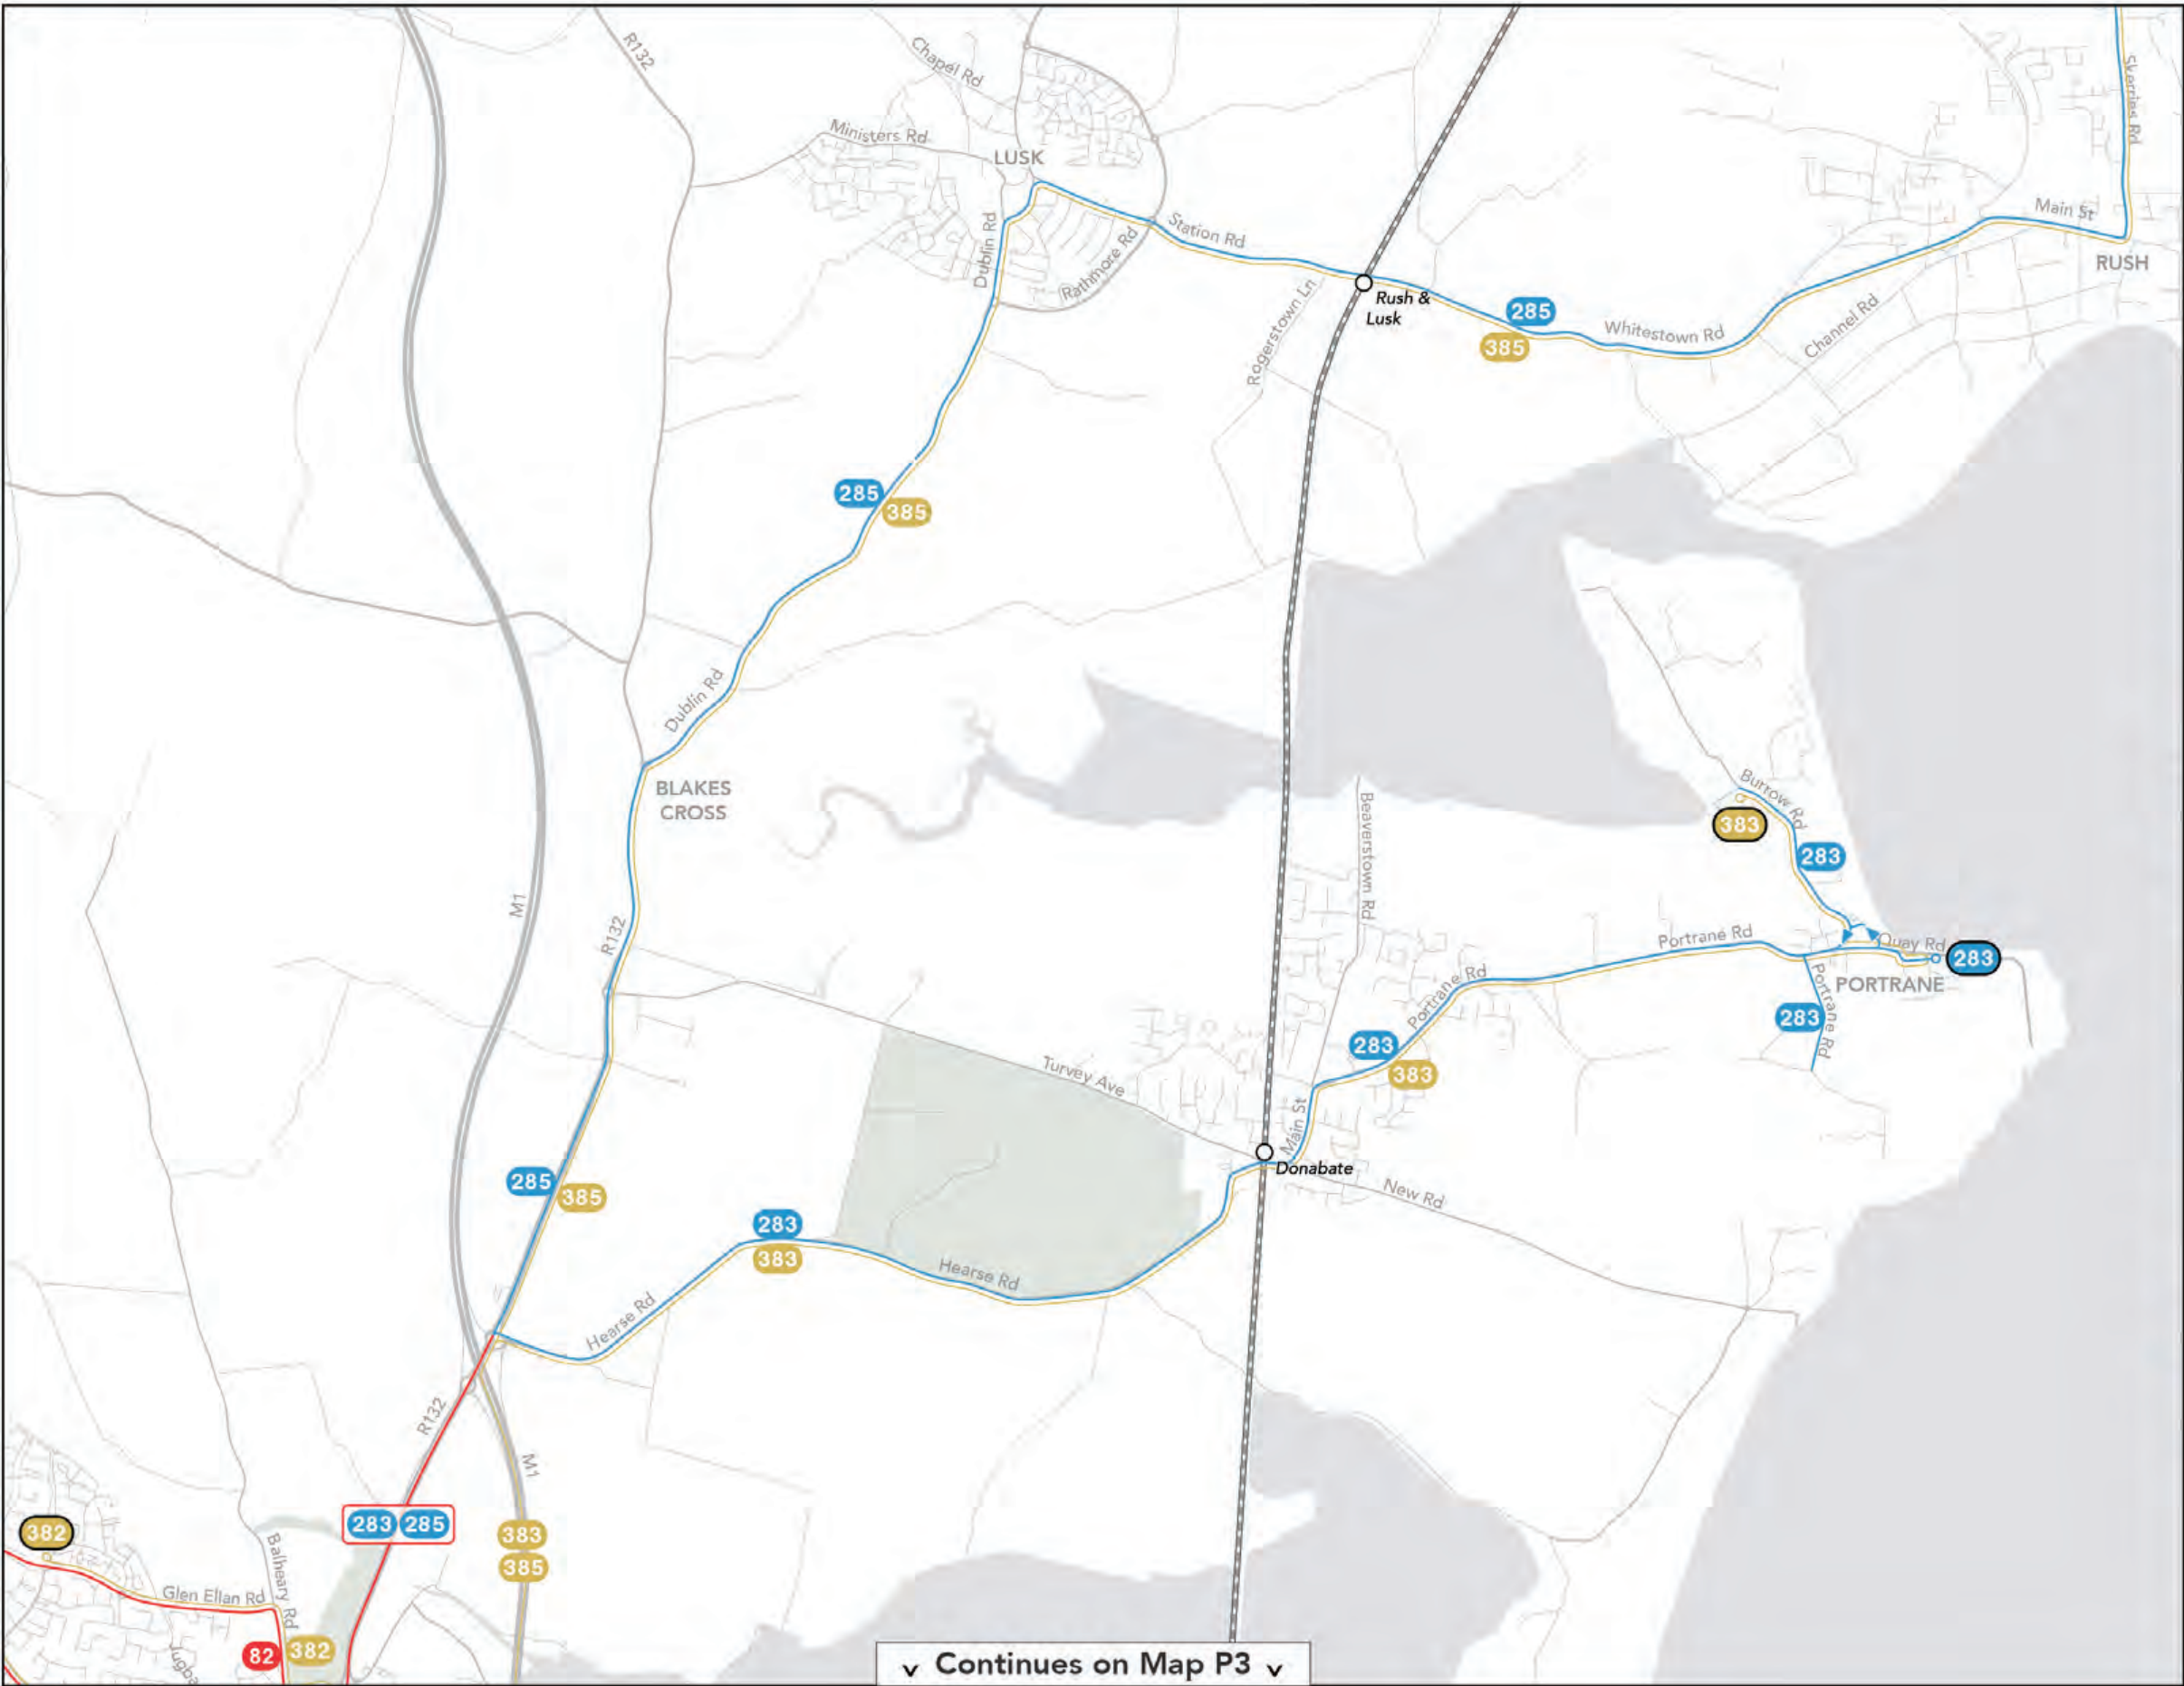 R132
Chapel Rd
Skerries Rd
Ministers Rd
LUSK
Main St
Dublin Rd
Station Rd
Rathmore Rd
RUSH
Rogerstown Ln
Rush &
Lusk
285
385
Whitestown Rd
Channel Rd
285
385
Dublin Rd
BLAKES
CROSS
Burrow Rd
383
283
Beaverstown Rd
M1
R132
Portrane Rd
Quay Rd
283
PORTRANE
Portrane Rd
Portrane Rd
283
283
383
Turvey Ave
Main St
Donabate
New Rd
285
385
283
383
Hearse Rd
Hearse Rd
R132
M1
283 285
383
385
382
Balheary Rd
Glen Ellan Rd
82
382
Jugba
v Continues on Map P3 v